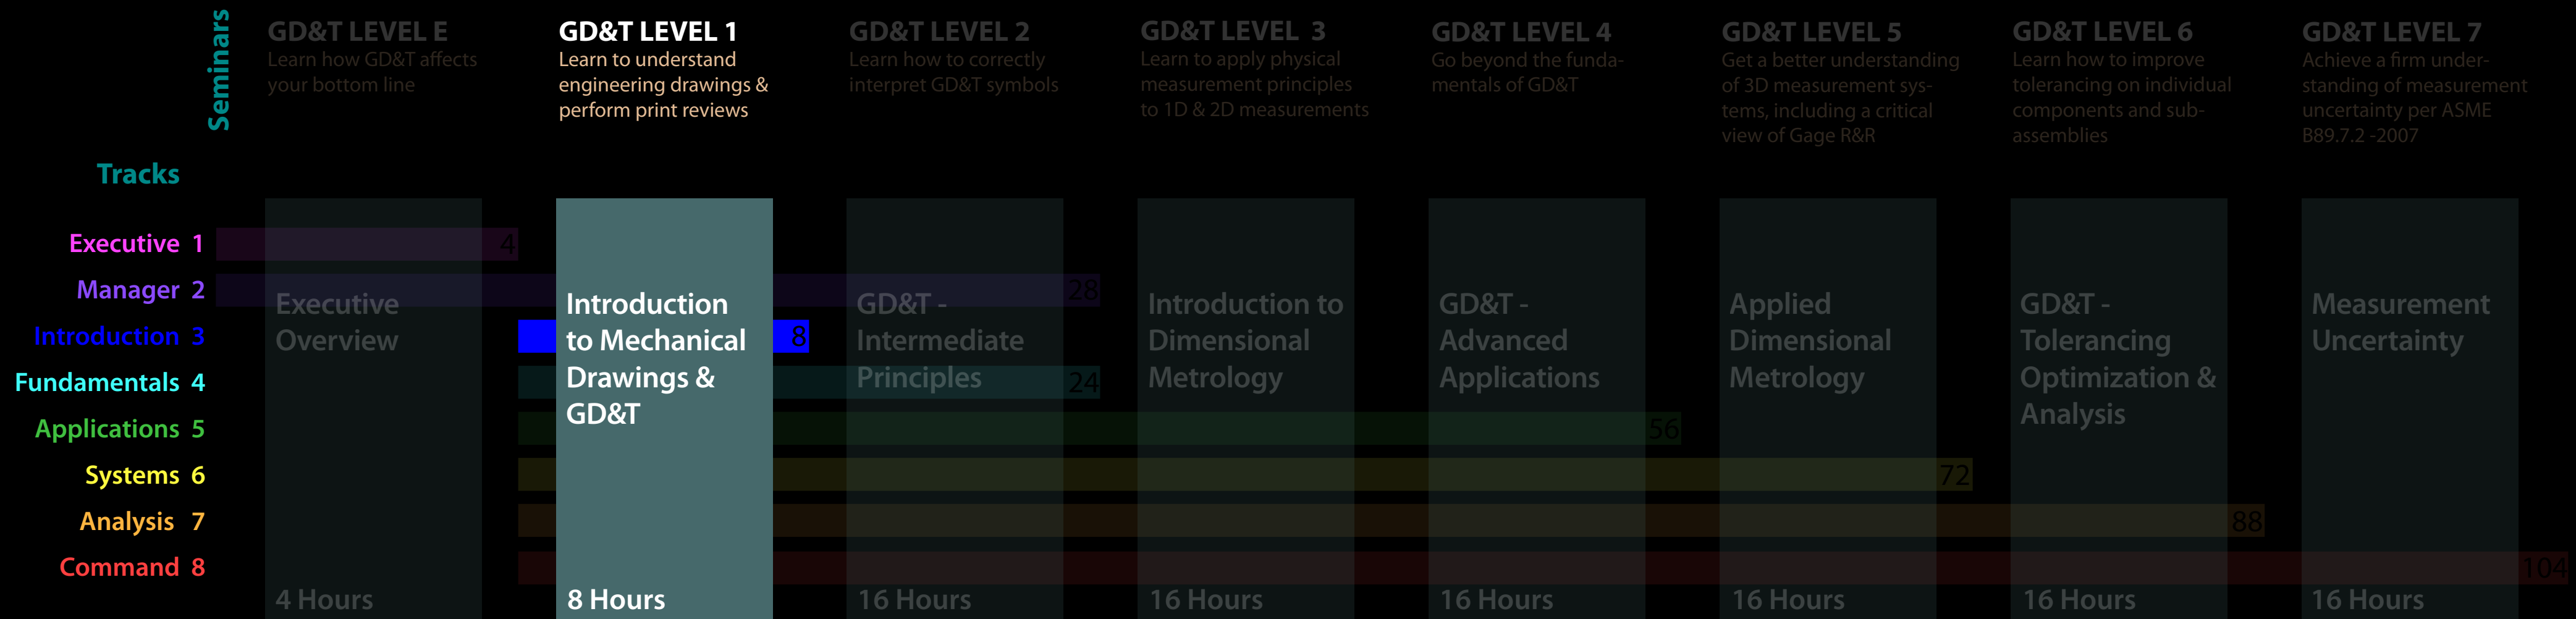 Seminars
GD&T LEVEL E
Learn how GD&T affects
your bottom line
GD&T LEVEL 1
Learn to understand
engineering drawings &
perform print reviews
GD&T LEVEL 2
Learn how to correctly
interpret GD&T symbols
GD&T LEVEL 3
Learn to apply physical
measurement principles
to 1D & 2D measurements
GD&T LEVEL 4
Go beyond the funda-
mentals of GD&T
GD&T LEVEL 5
Get a better understanding
of 3D measurement sys-
tems, including a critical
view of Gage R&R
GD&T LEVEL 6
Learn how to improve
tolerancing on individual
components and sub-
assemblies
GD&T LEVEL 7
Achieve a firm under-
standing of measurement
uncertainty per ASME
B89.7.2 -2007
Tracks
Executive 1
Manager 2
Introduction 3
Fundamentals 4
Applications 5
Systems 6
Analysis 7
Command 8
4
28
8
24
56
72
88
104
Executive
Overview
4 Hours
Introduction
to Mechanical
Drawings &
GD&T
8 Hours
GD&T -
Intermediate
Principles
16 Hours
Introduction to
Dimensional
Metrology
16 Hours
GD&T -
Advanced
Applications
16 Hours
Applied
Dimensional
Metrology
16 Hours
GD&T -
Tolerancing
Optimization &
Analysis
16 Hours
Measurement
Uncertainty
16 Hours